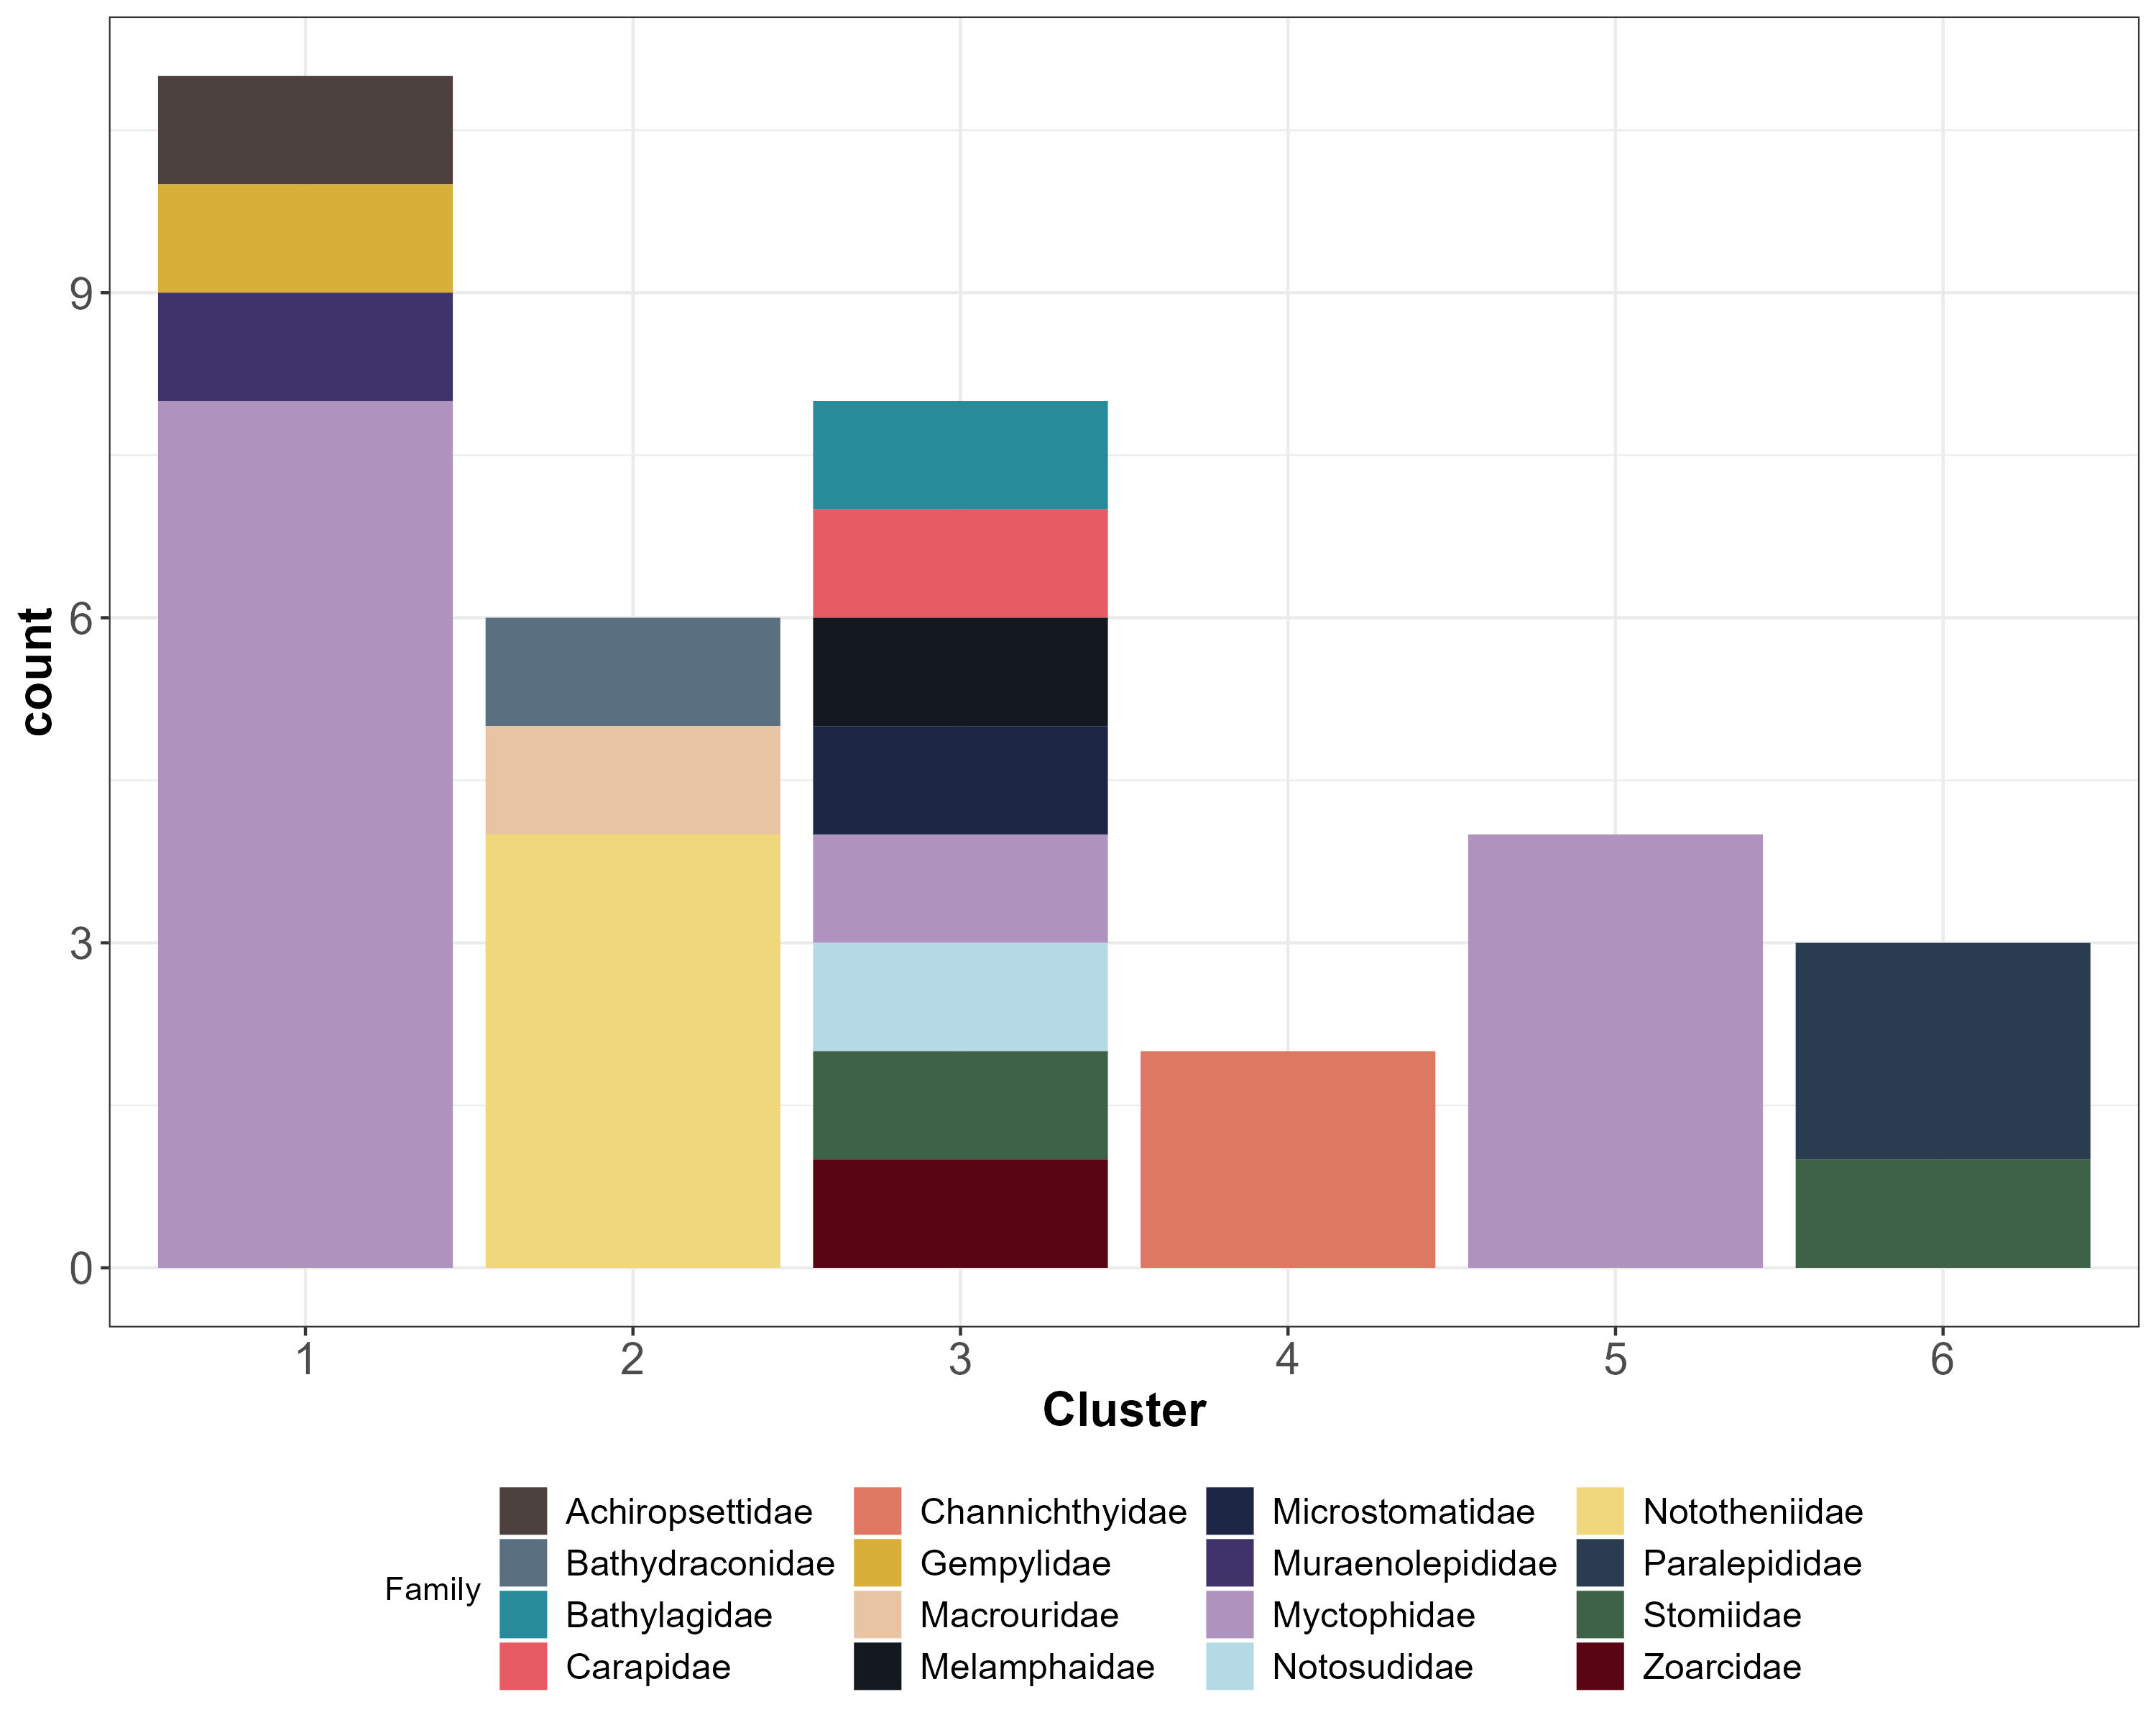 count
9
6
3
0
1 2 3 4 5 6
Cluster
Family
Achiropsettidae Channichthyidae Microstomatidae Nototheniidae
Bathydraconidae Gempylidae Muraenolepididae Paralepididae
Bathylagidae Macrouridae Myctophidae Stomiidae
Carapidae Melamphaidae Notosudidae Zoarcidae